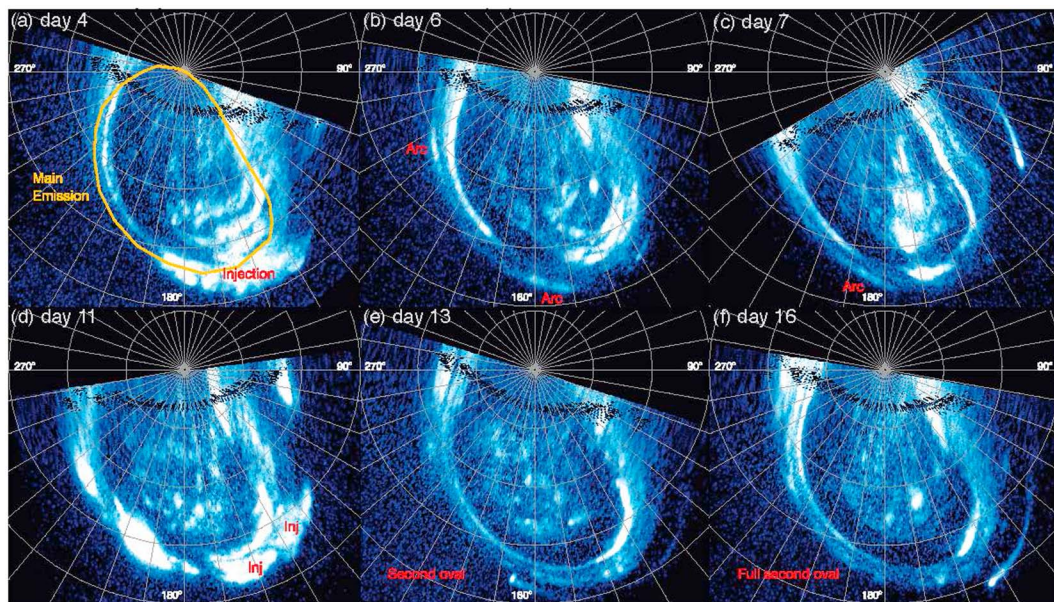 (a) day 4
270°
90°
Main
Emission
Injection
180°
(b) day 6
270°
90°
Arc
Arc
160°
(c) day 7
270°
90°
Arc
180°
(d) day 11
270°
90°
Inj
Inj
180°
(e) day 13
270°
90°
Second oval
160°
(f) day 16
270°
90°
Full second oval
180°